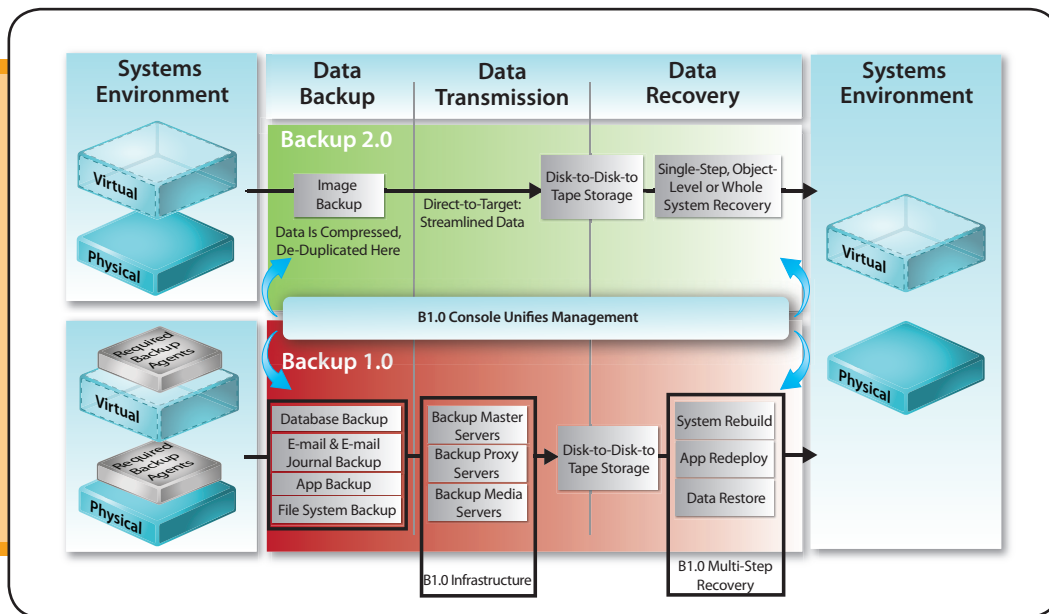 Systems
Environment
Data
Backup
Data
Transmission
Data
Recovery
Systems
Environment
Backup 2.0
Virtual
Physical
Image
Backup
Data Is Compressed,
De-Duplicated Here
Direct-to-Target:
Streamlined Data
Disk-to-Disk-to
Tape Storage
Single-Step, Object-
Level or Whole
System Recovery
Virtual
Physical
B1.0 Console Unifies Management
Backup 1.0
Required
Backup
Agents
Virtual
Required
Backup
Agents
Physical
Database Backup
E-mail & E-mail
Journal Backup
App Backup
File System Backup
Backup Master
Servers
Backup Proxy
Servers
Backup Media
Servers
B1.0 Infrastructure
Disk-to-Disk-to
Tape Storage
System Rebuild
App Redeploy
Data Restore
B1.0 Multi-Step
Recovery